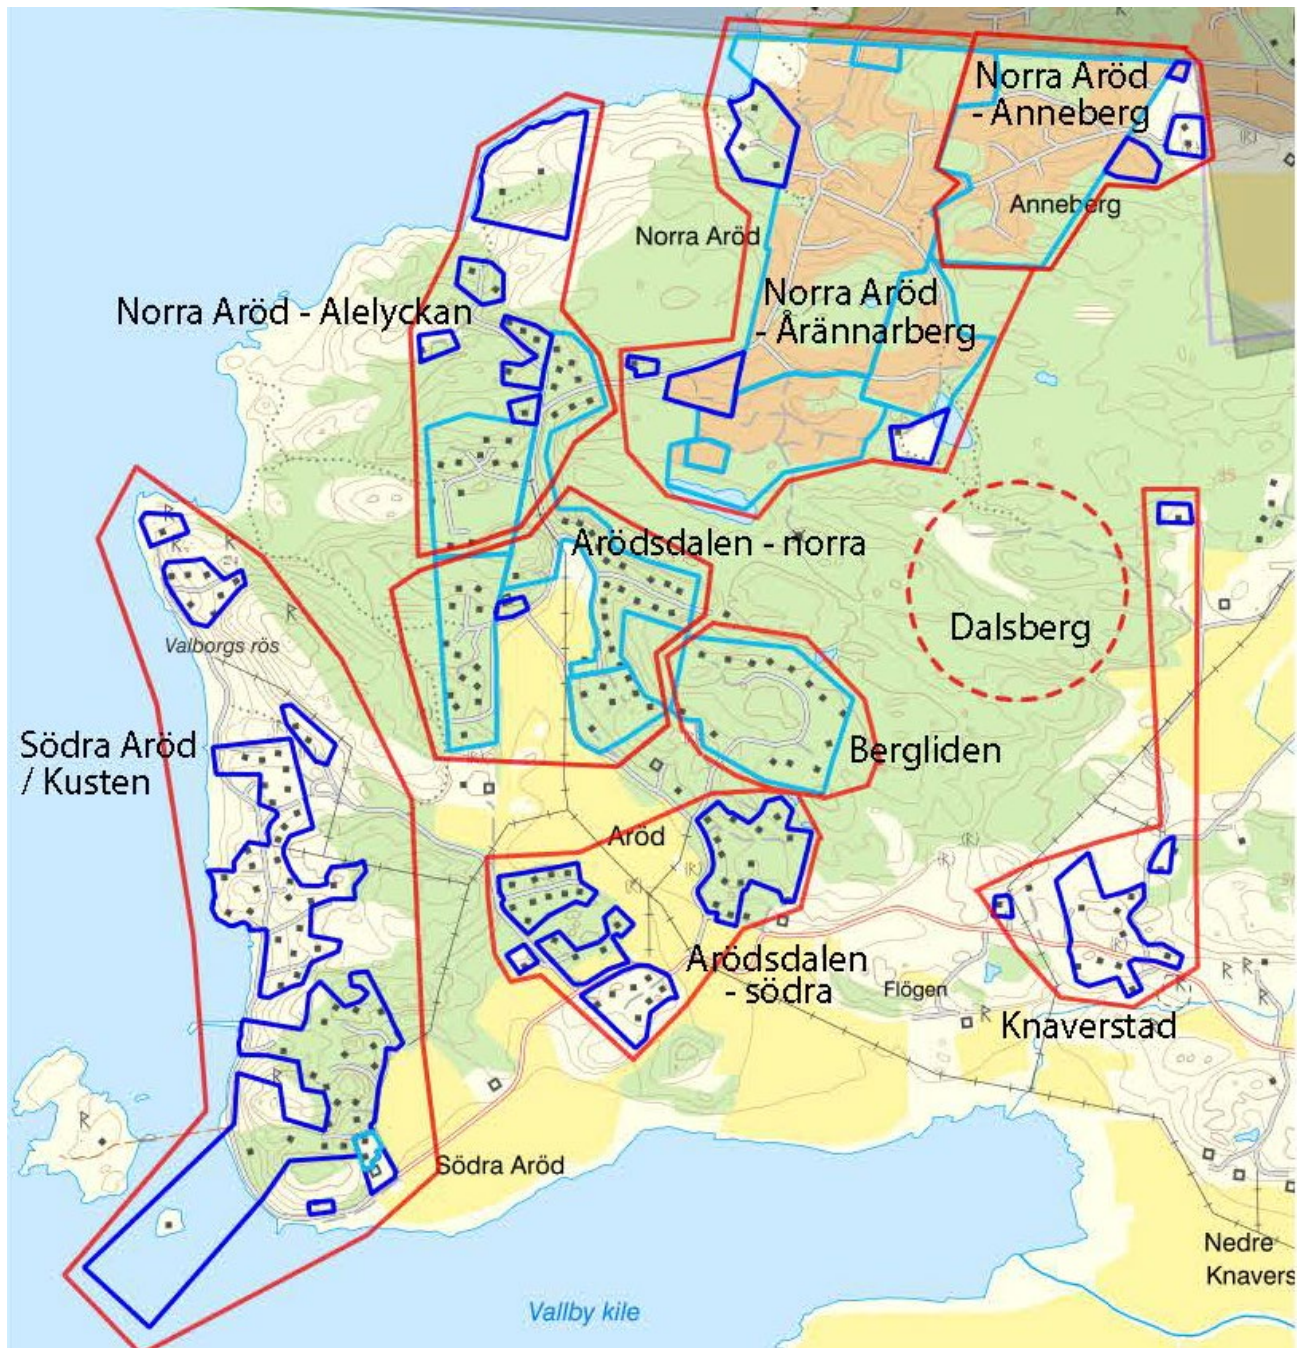 Norra Aröd
- Anneberg
Anneberg
Norra Aröd
Norra Aröd
- Årännarberg
Norra Aröd - Alelyckan
Arödsdalen - norra
Dalsberg
Valborgs rös
Södra Aröd
/ Kusten
Bergliden
Aröd
Arödsdalen
- södra
Flögen
Knaverstad
Södra Aröd
Nedre
Knavers
Vallby kile
R
R
R
R
R
R
R
R
R
R
(R)
(R)
(R)
(R)
(R)